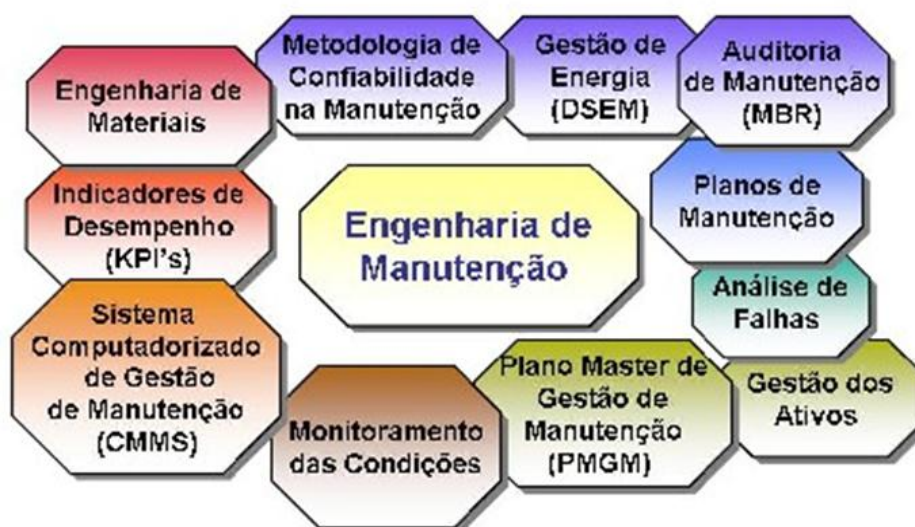 Engenharia de
Materiais
Metodologia de
Confiabilidade
na Manutenção
Gestão de
Energia
(DSEM)
Auditoria
de Manutenção
(MBR)
Indicadores de
Desempenho
(KPI's)
Engenharia de
Manutenção
Planos de
Manutenção
Análise de
Falhas
Sistema
Computadorizado
de Gestão
de Manutenção
(CMMS)
Monitoramento
das Condições
Plano Master de
Gestão de
Manutenção
(PMGM)
Gestão dos
Ativos